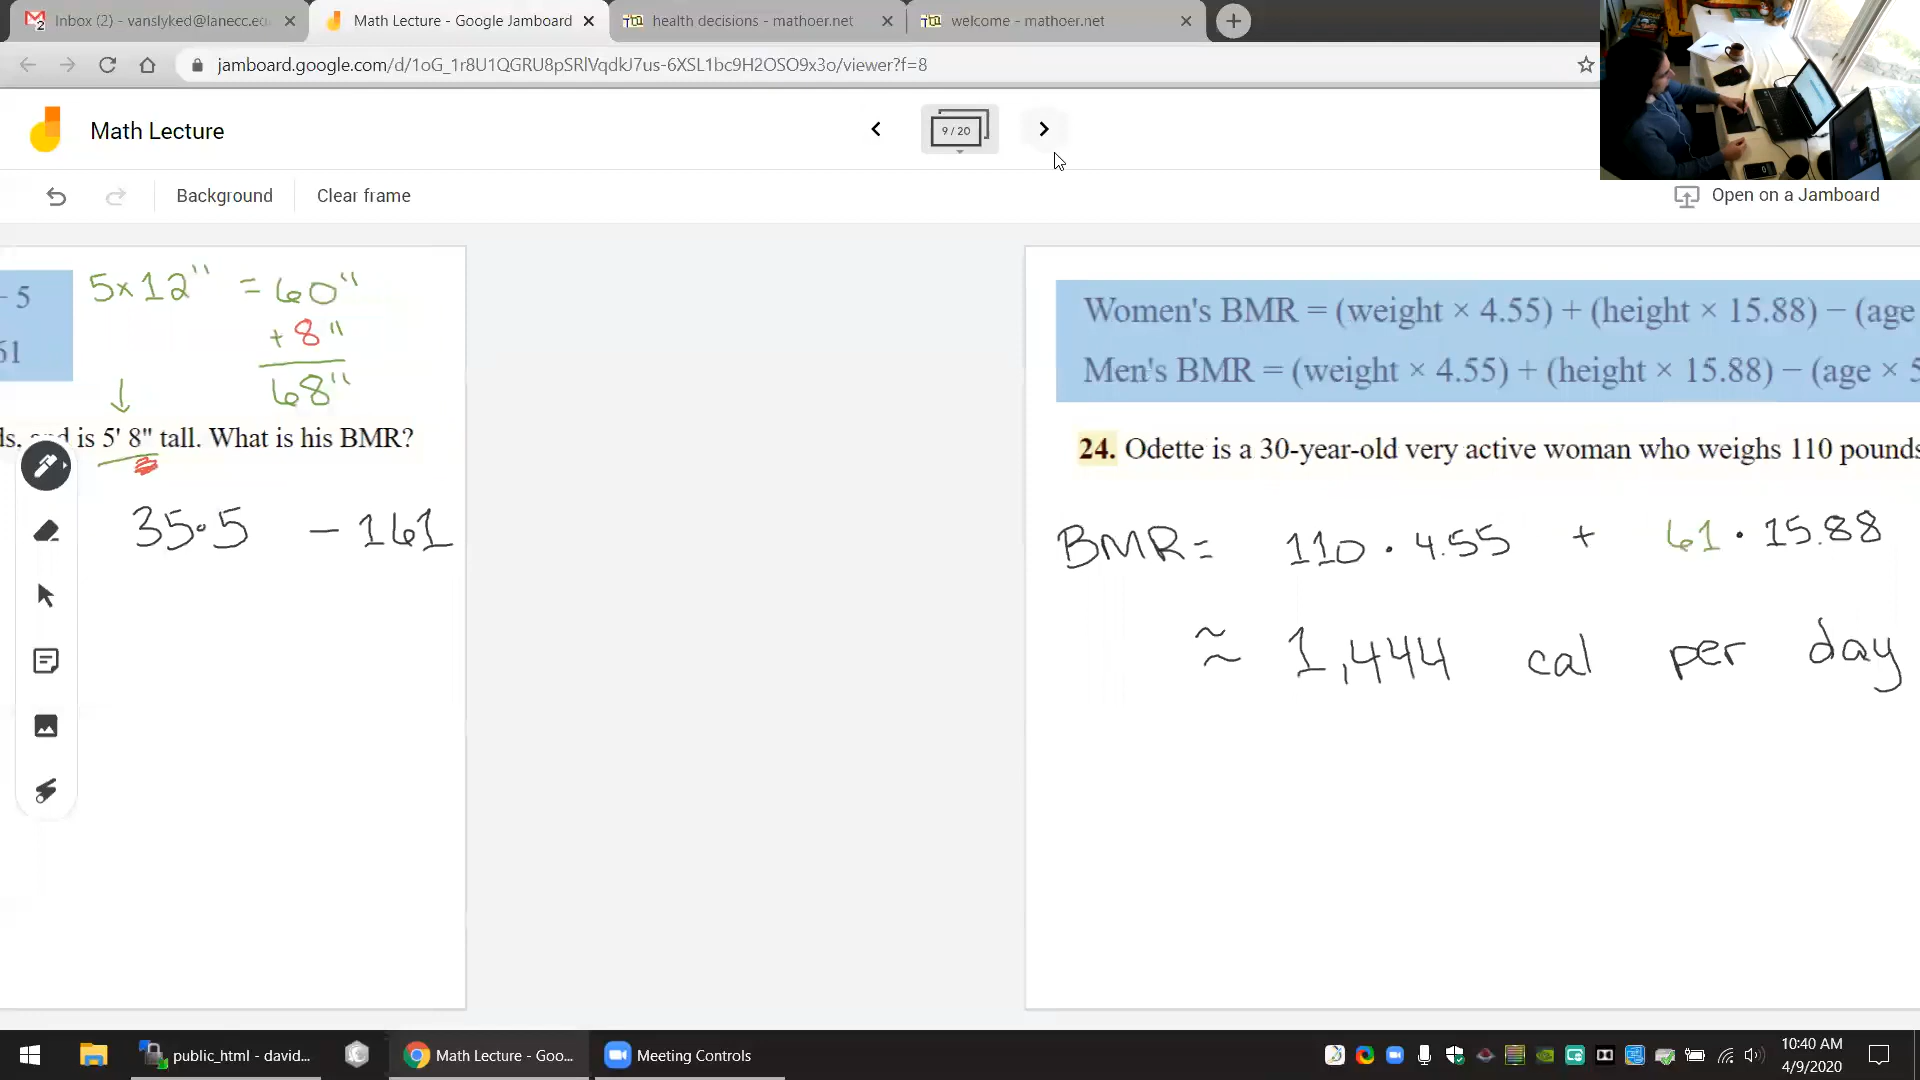 Inbox (2) - vanslyked@lanecc.ed
Math Lecture - Google Jamboard
health decisions - mathoer.net
welcome - mathoer.net
jamboard.google.com/d/1oG_1r8U1QGRU8pSRlVqdkJ7us-6XSL1bc9H2OSO9x3o/viewer?f=8
Math Lecture
9 / 20
Background
Clear frame
Open on a Jamboard
- 5
61
5×12" = 60"
+ 8"
68"
ds, and is 5' 8" tall. What is his BMR?
35·5 - 161
Women's BMR = (weight × 4.55) + (height × 15.88) − (age
Men's BMR = (weight × 4.55) + (height × 15.88) − (age × 5
24. Odette is a 30-year-old very active woman who weighs 110 pounds
BMR = 110 · 4.55 + 61 · 15.88
≈ 1,444 cal per day
public_html - david...
Math Lecture - Goo...
Meeting Controls
10:40 AM
4/9/2020